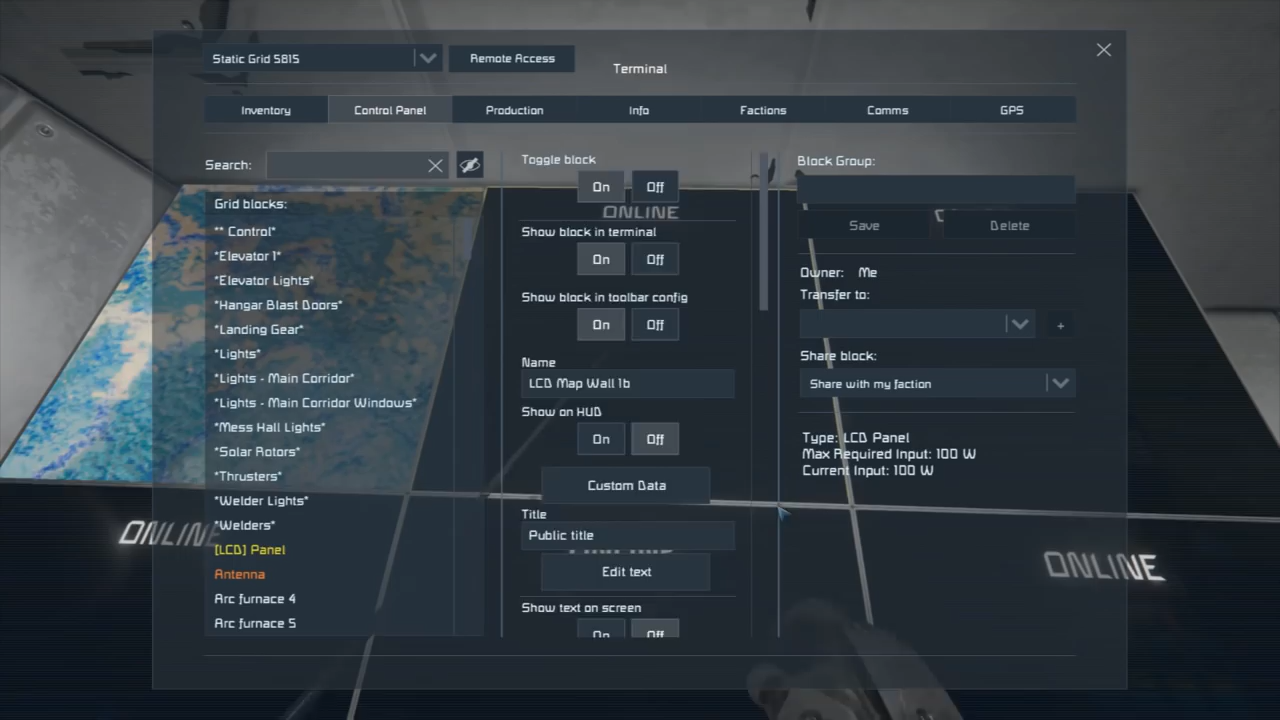 Static Grid 5815
Remote Access
Terminal
Inventory
Control Panel
Production
Info
Factions
Comms
GPS
Search:
Grid blocks:
** Control*
*Elevator 1*
*Elevator Lights*
*Hangar Blast Doors*
*Landing Gear*
*Lights*
*Lights - Main Corridor*
*Lights - Main Corridor Windows*
*Mess Hall Lights*
*Solar Rotors*
*Thrusters*
*Welder Lights*
*Welders*
[LCD] Panel
Antenna
Arc furnace 4
Arc furnace 5
Toggle block
On Off
ONLINE
Show block in terminal
On Off
Show block in toolbar config
On Off
Name
LCD Map Wall 1b
Show on HUD
On Off
Custom Data
Title
Public title
Edit text
Show text on screen
On Off
Block Group:
Save Delete
Owner: Me
Transfer to:
+
Share block:
Share with my faction
Type: LCD Panel
Max Required Input: 100 W
Current Input: 100 W
ONLINE
ONLINE